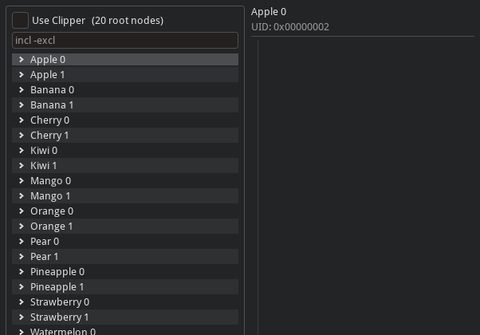 Use Clipper (20 root nodes)
incl -excl
Apple 0
Apple 1
Banana 0
Banana 1
Cherry 0
Cherry 1
Kiwi 0
Kiwi 1
Mango 0
Mango 1
Orange 0
Orange 1
Pear 0
Pear 1
Pineapple 0
Pineapple 1
Strawberry 0
Strawberry 1
Watermelon 0
Apple 0
UID: 0x00000002